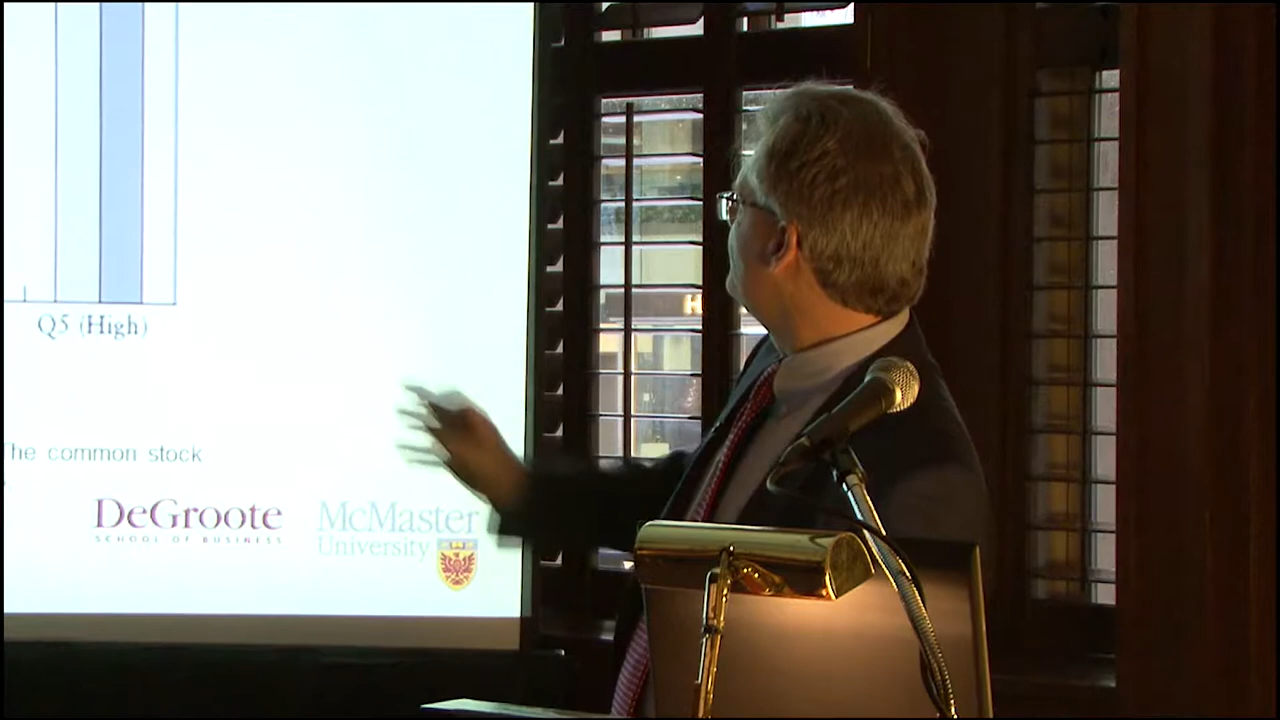 Q5 (High)
The common stock
DeGroote
SCHOOL OF BUSINESS
McMaster
University